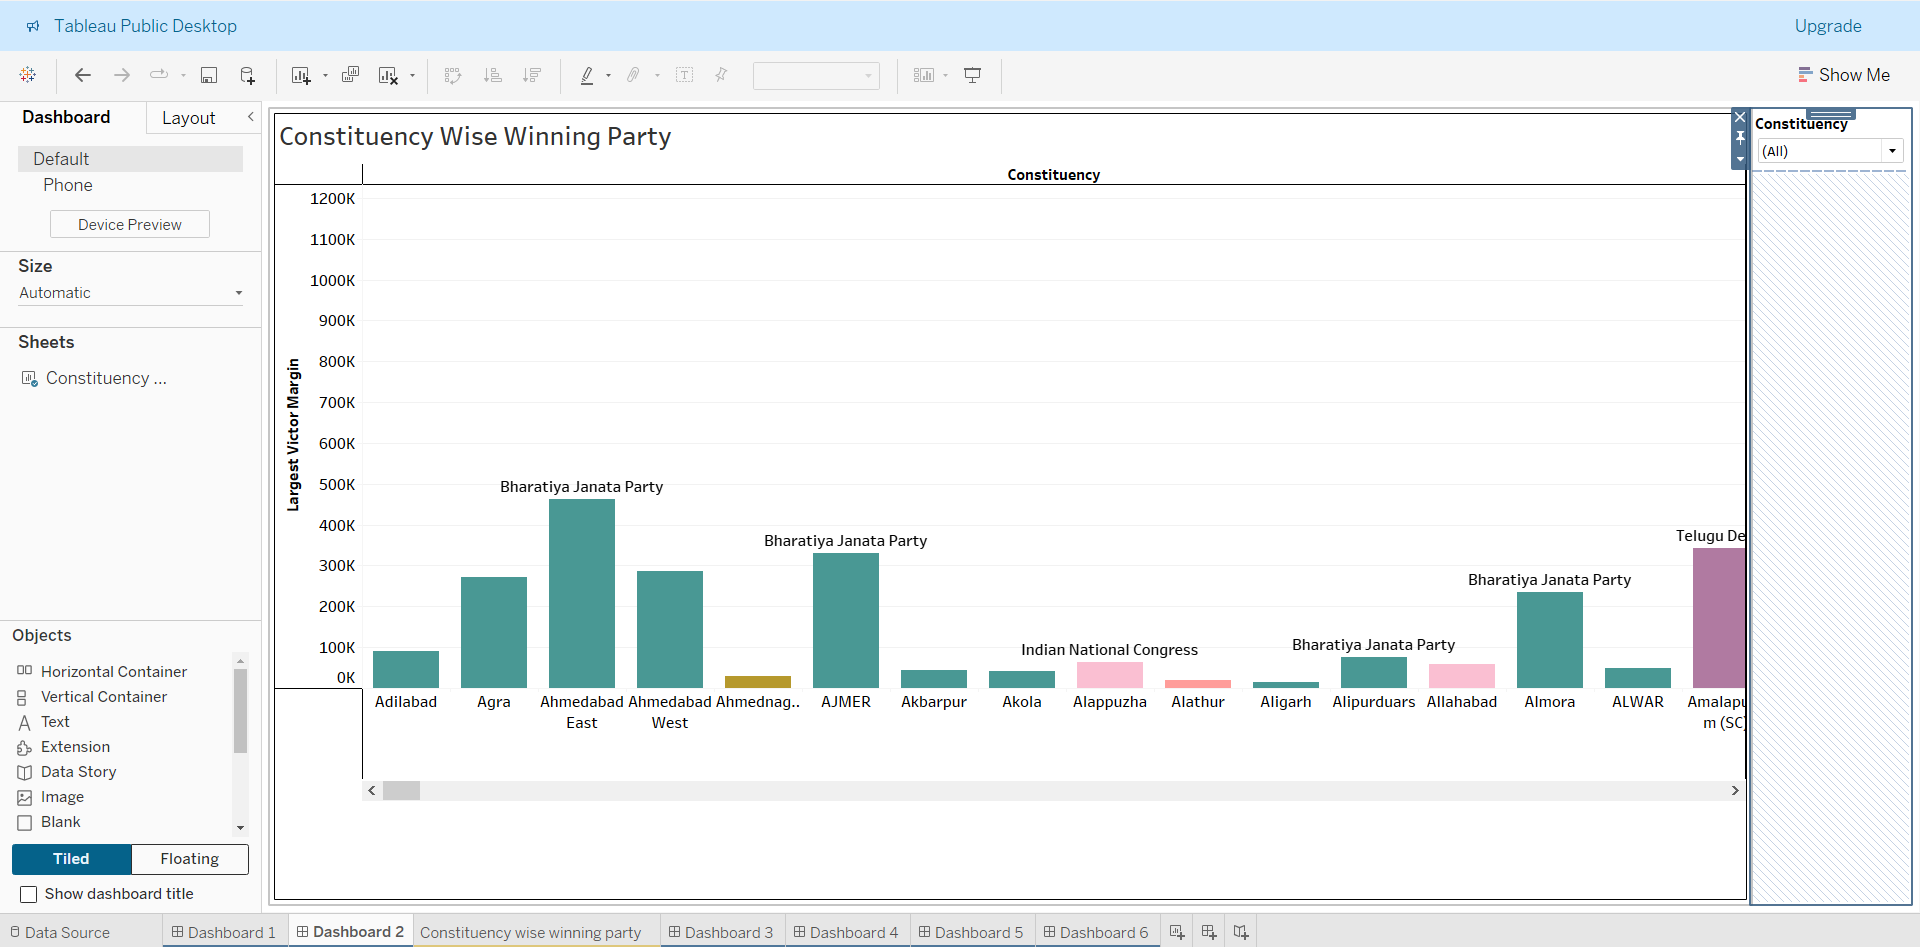 Tableau Public Desktop
Upgrade
Show Me
Dashboard
Layout
Default
Phone
Device Preview
Size
Automatic
Sheets
Constituency ...
Objects
Horizontal Container
Vertical Container
Text
Extension
Data Story
Image
Blank
Tiled
Floating
Show dashboard title
Constituency Wise Winning Party
Constituency
Largest Victor Margin
1200K
1100K
1000K
900K
800K
700K
600K
500K
400K
300K
200K
100K
0K
Bharatiya Janata Party
Bharatiya Janata Party
Indian National Congress
Bharatiya Janata Party
Bharatiya Janata Party
Telugu De
Adilabad
Agra
Ahmedabad East
Ahmedabad West
Ahmednag..
AJMER
Akbarpur
Akola
Alappuzha
Alathur
Aligarh
Alipurduars
Allahabad
Almora
ALWAR
Amalapu
m (SC)
Constituency
(All)
Data Source
Dashboard 1
Dashboard 2
Constituency wise winning party
Dashboard 3
Dashboard 4
Dashboard 5
Dashboard 6